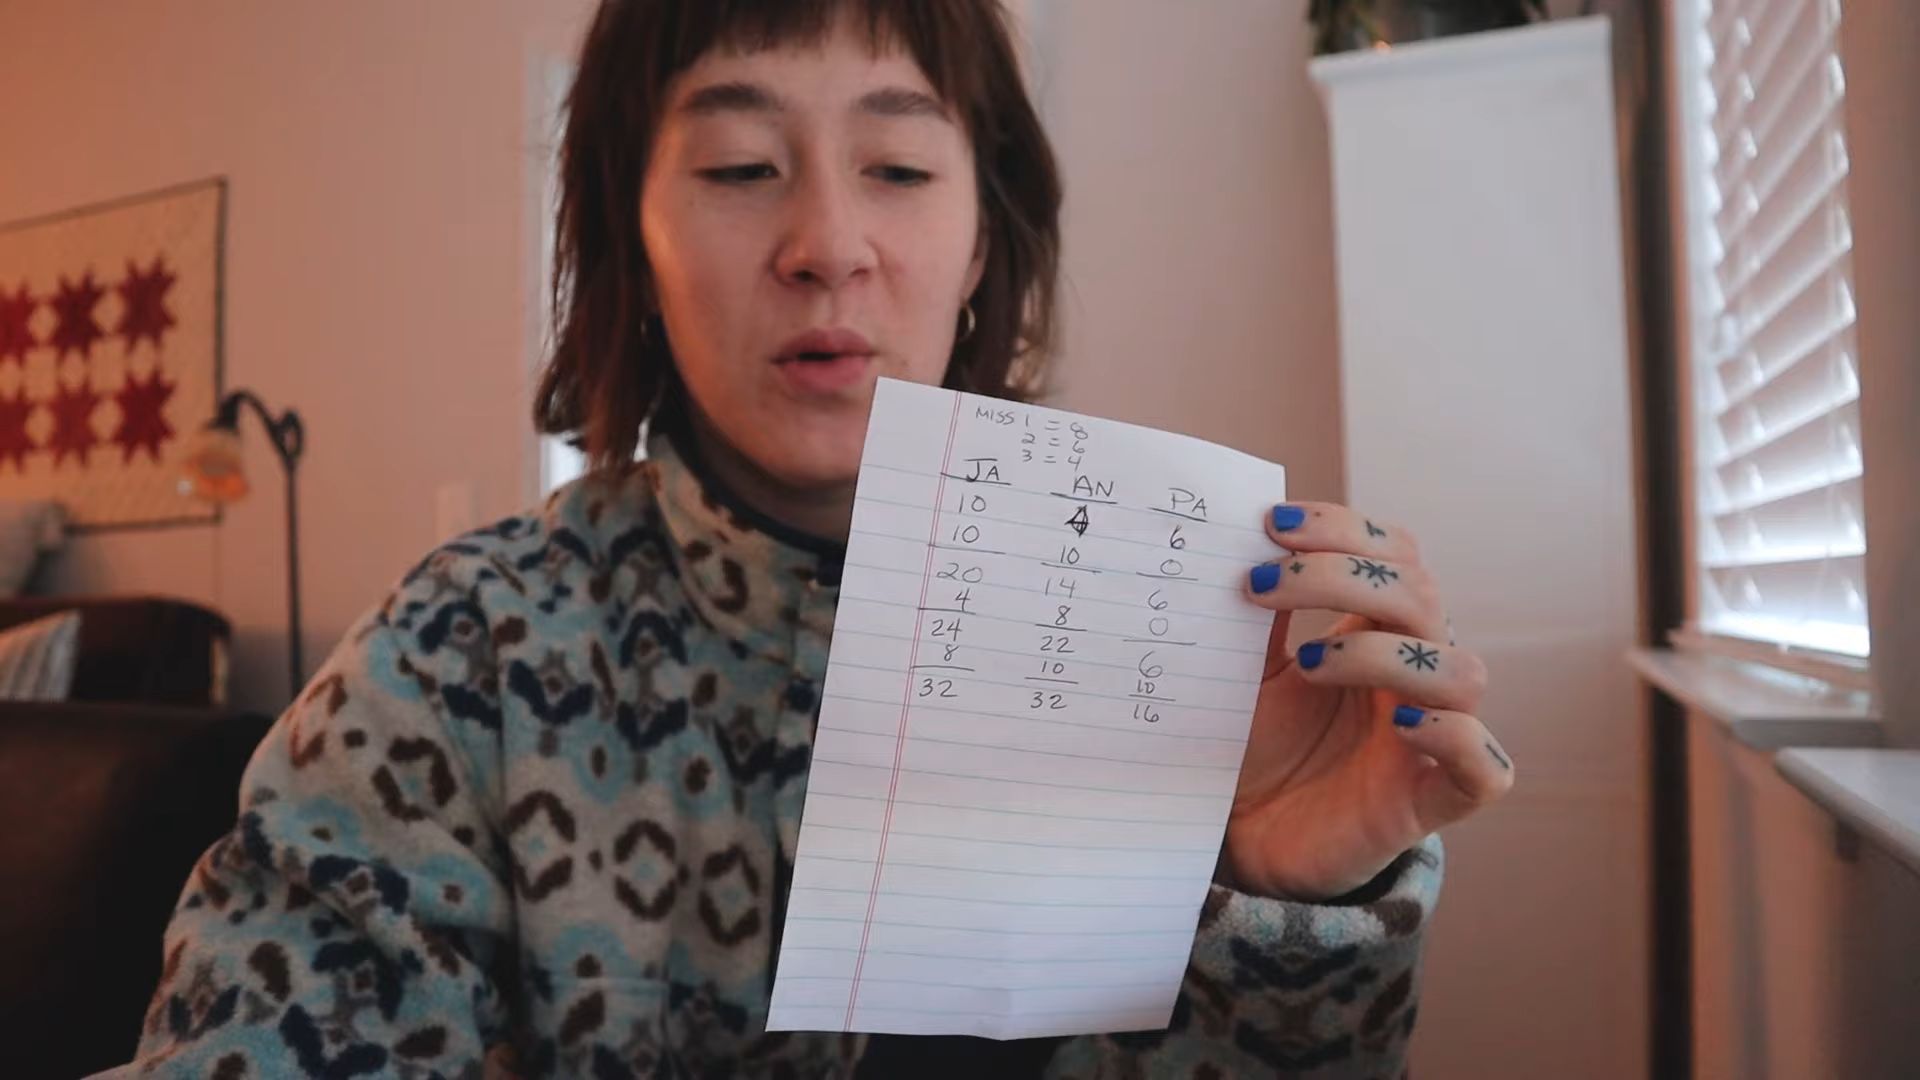 MISS 1 = 8
2 = 6
3 = 4
JA AN PA
10 4 6
10 10 0
20 14 6
4 8 0
24 22 6
8 10 10
32 32 16